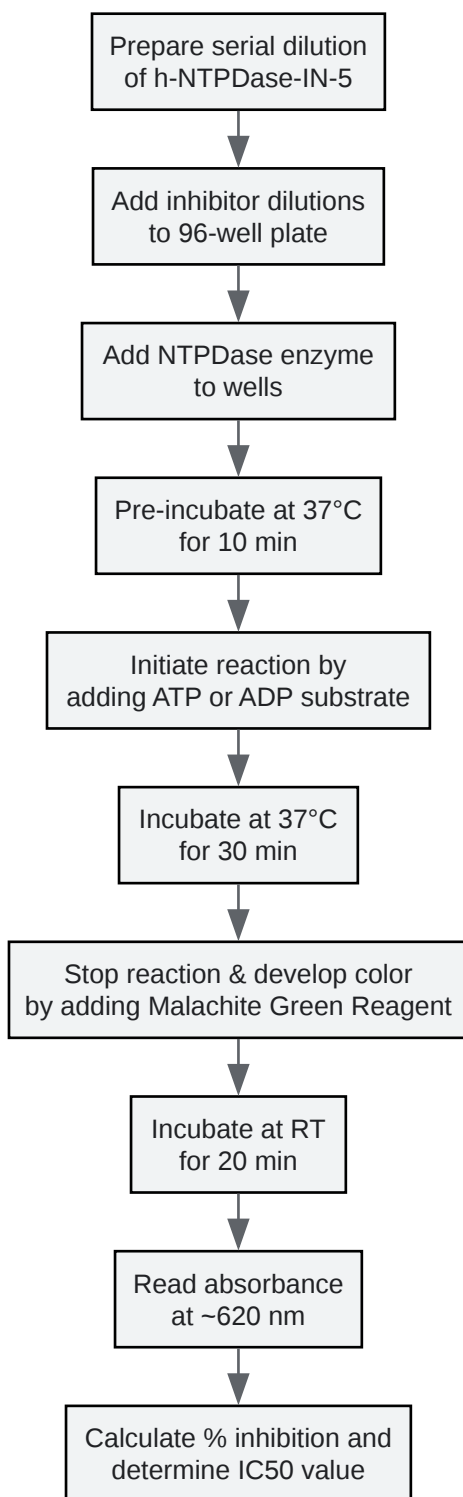 Prepare serial dilution
of h-NTPDase-IN-5
Add inhibitor dilutions
to 96-well plate
Add NTPDase enzyme
to wells
Pre-incubate at 37°C
for 10 min
Initiate reaction by
adding ATP or ADP substrate
Incubate at 37°C
for 30 min
Stop reaction & develop color
by adding Malachite Green Reagent
Incubate at RT
for 20 min
Read absorbance
at ~620 nm
Calculate % inhibition and
determine IC50 value